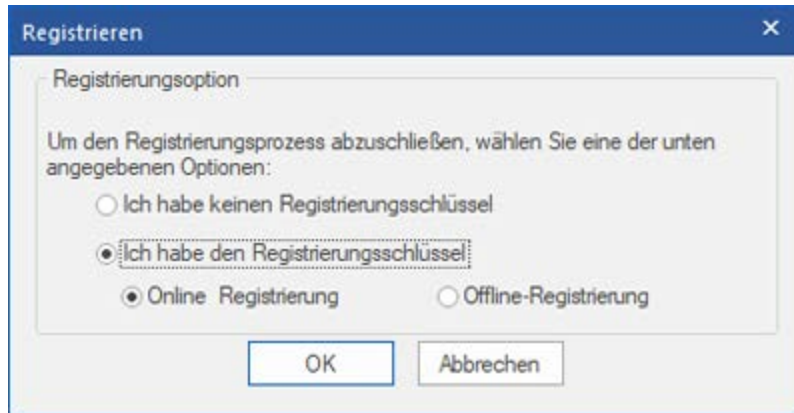 Registrieren
Registrierungsoption
Um den Registrierungsprozess abzuschließen, wählen Sie eine der unten
angegebenen Optionen:
Ich habe keinen Registrierungsschlüssel
Ich habe den Registrierungsschlüssel
Online Registrierung Offline-Registrierung
OK Abbrechen